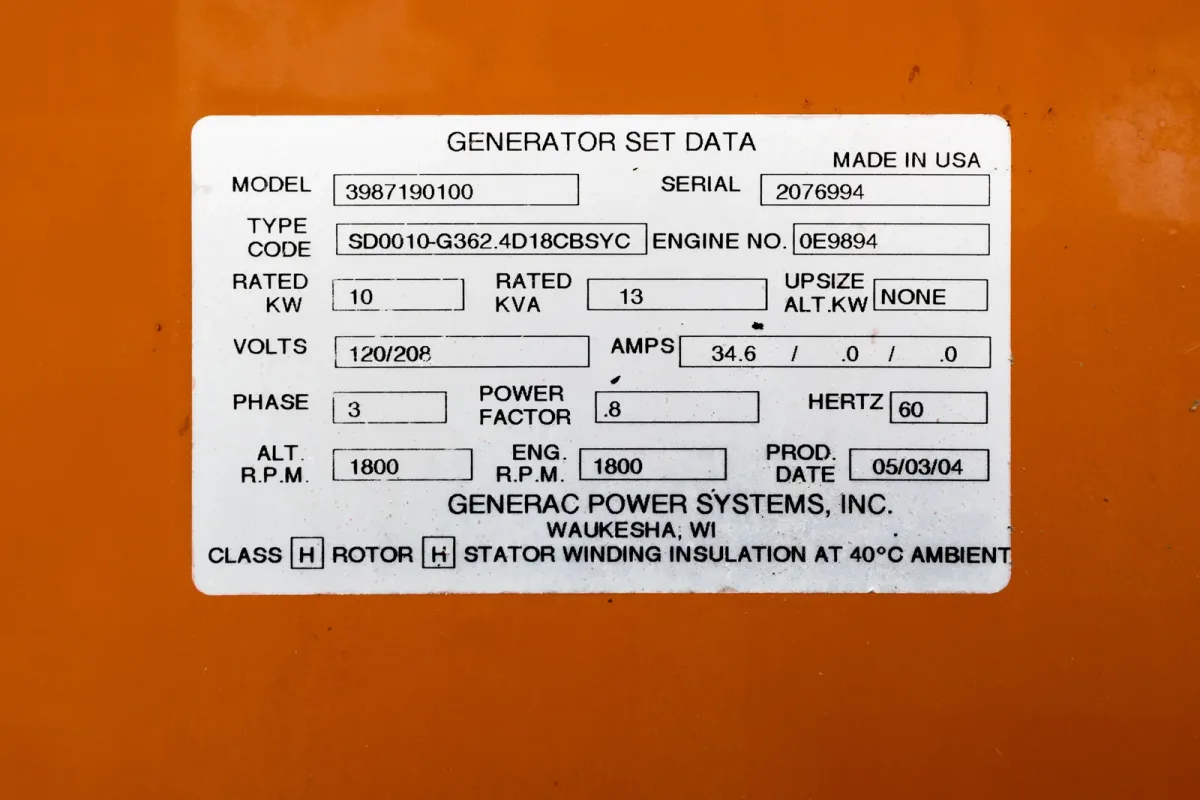 GENERATOR SET DATA
MADE IN USA
MODEL 3987190100 SERIAL 2076994
TYPE CODE SD0010-G362.4D18CBSYC ENGINE NO. 0E9894
RATED KW 10 RATED KVA 13 UPSIZE ALT.KW NONE
VOLTS 120/208 AMPS 34.6 / .0 / .0
PHASE 3 POWER FACTOR .8 HERTZ 60
ALT. R.P.M. 1800 ENG. R.P.M. 1800 PROD. DATE 05/03/04
GENERAC POWER SYSTEMS, INC.
WAUKESHA, WI
CLASS H ROTOR H STATOR WINDING INSULATION AT 40°C AMBIENT